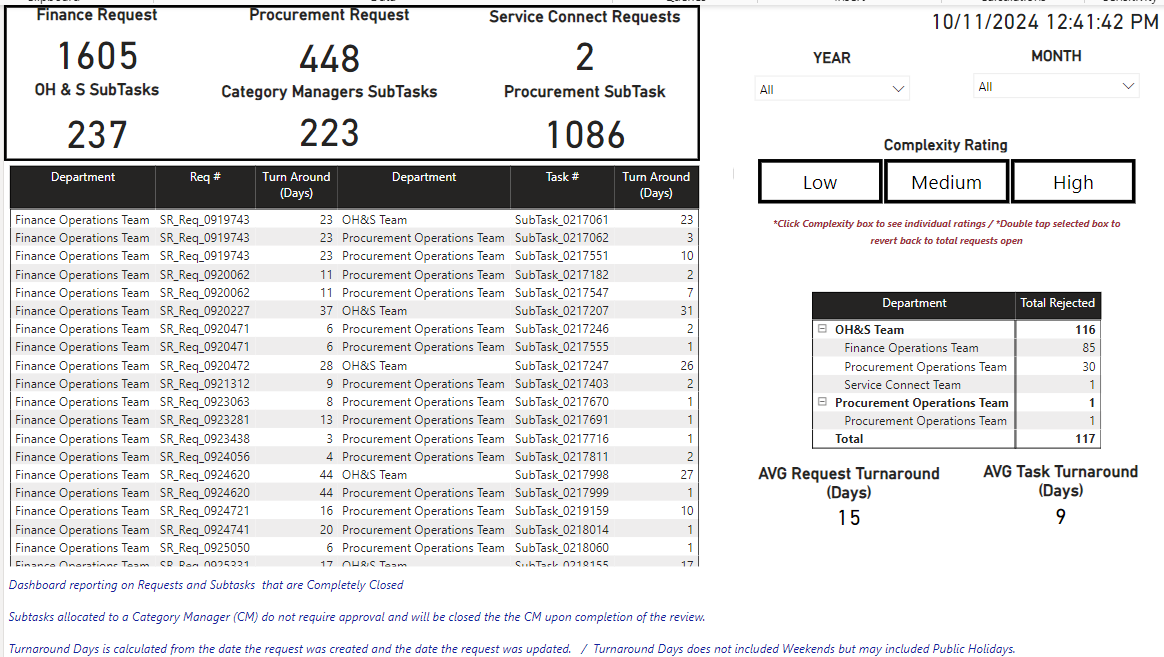 Finance Request Procurement Request Service Connect Requests
1605 448 2
OH & S SubTasks Category Managers SubTasks Procurement SubTask
237 223 1086
10/11/2024 12:41:42 PM
YEAR MONTH
All All
Complexity Rating
Low Medium High
*Click Complexity box to see individual ratings / *Double tap selected box to
revert back to total requests open
Department Req # Turn Around (Days) Department Task # Turn Around (Days)
Finance Operations Team SR_Req_0919743 23 OH&S Team SubTask_0217061 23
Finance Operations Team SR_Req_0919743 23 Procurement Operations Team SubTask_0217062 3
Finance Operations Team SR_Req_0919743 23 Procurement Operations Team SubTask_0217551 10
Finance Operations Team SR_Req_0920062 11 Procurement Operations Team SubTask_0217182 2
Finance Operations Team SR_Req_0920062 11 Procurement Operations Team SubTask_0217547 7
Finance Operations Team SR_Req_0920227 37 OH&S Team SubTask_0217207 31
Finance Operations Team SR_Req_0920471 6 Procurement Operations Team SubTask_0217246 2
Finance Operations Team SR_Req_0920471 6 Procurement Operations Team SubTask_0217555 1
Finance Operations Team SR_Req_0920472 28 OH&S Team SubTask_0217247 26
Finance Operations Team SR_Req_0921312 9 Procurement Operations Team SubTask_0217403 2
Finance Operations Team SR_Req_0923063 8 Procurement Operations Team SubTask_0217670 1
Finance Operations Team SR_Req_0923281 13 Procurement Operations Team SubTask_0217691 1
Finance Operations Team SR_Req_0923438 3 Procurement Operations Team SubTask_0217716 1
Finance Operations Team SR_Req_0924056 4 Procurement Operations Team SubTask_0217811 2
Finance Operations Team SR_Req_0924620 44 OH&S Team SubTask_0217998 27
Finance Operations Team SR_Req_0924620 44 Procurement Operations Team SubTask_0217999 1
Finance Operations Team SR_Req_0924721 16 Procurement Operations Team SubTask_0219159 10
Finance Operations Team SR_Req_0924741 20 Procurement Operations Team SubTask_0218014 1
Finance Operations Team SR_Req_0925050 6 Procurement Operations Team SubTask_0218060 1
Finance Operations Team SR_Req_0925331 17 OH&S Team SubTask_0218155 17
Department Total Rejected
OH&S Team 116
Finance Operations Team 85
Procurement Operations Team 30
Service Connect Team 1
Procurement Operations Team 1
Procurement Operations Team 1
Total 117
AVG Request Turnaround (Days) AVG Task Turnaround (Days)
15 9
Dashboard reporting on Requests and Subtasks that are Completely Closed
Subtasks allocated to a Category Manager (CM) do not require approval and will be closed the the CM upon completion of the review.
Turnaround Days is calculated from the date the request was created and the date the request was updated. / Turnaround Days does not included Weekends but may included Public Holidays.